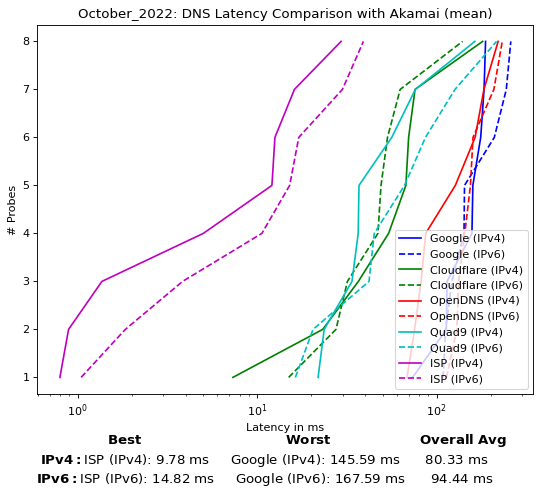 October_2022: DNS Latency Comparison with Akamai (mean)
8
7
6
5
4
3
2
1
# Probes
Google (IPv4)
Google (IPv6)
Cloudflare (IPv4)
Cloudflare (IPv6)
OpenDNS (IPv4)
OpenDNS (IPv6)
Quad9 (IPv4)
Quad9 (IPv6)
ISP (IPv4)
ISP (IPv6)
10^0 10^1 10^2
Latency in ms
Best Worst Overall Avg
IPv4: ISP (IPv4): 9.78 ms Google (IPv4): 145.59 ms 80.33 ms
IPv6: ISP (IPv6): 14.82 ms Google (IPv6): 167.59 ms 94.44 ms